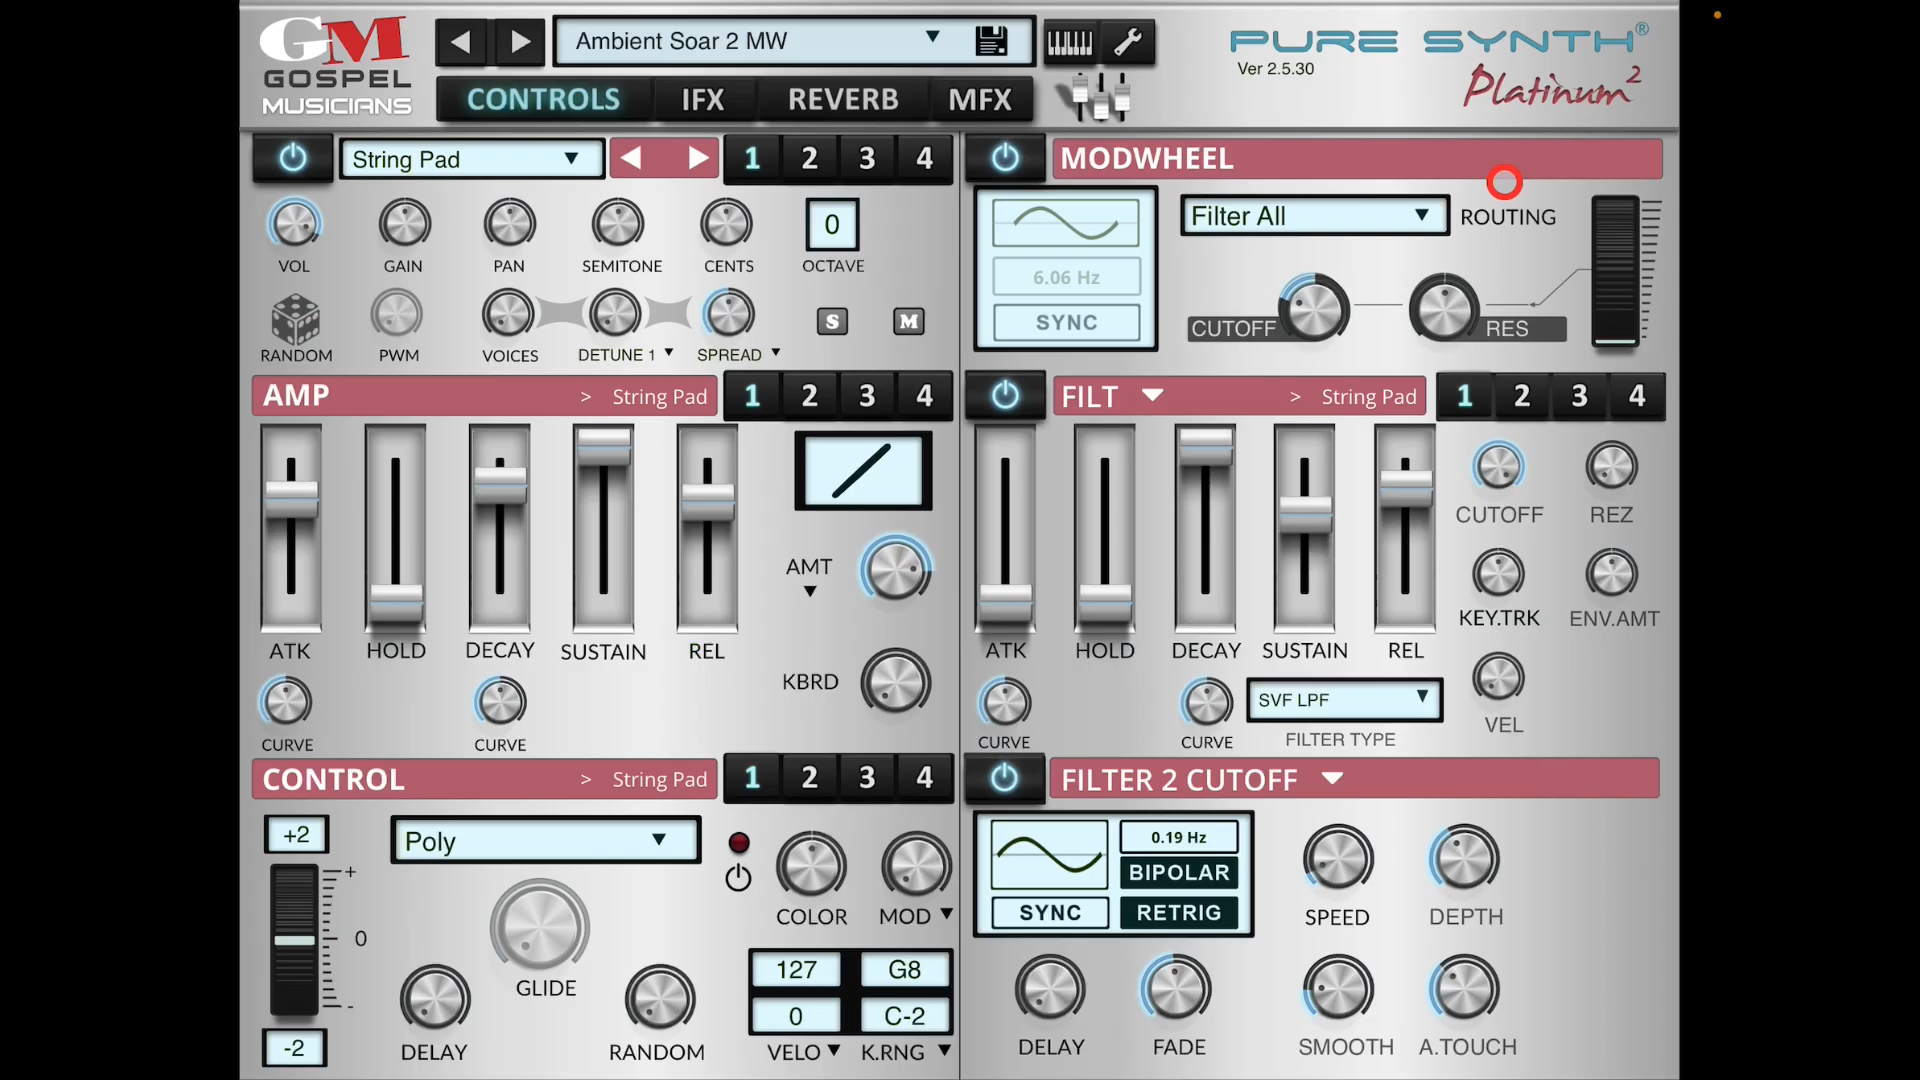 GM
GOSPEL
MUSICIANS
Ambient Soar 2 MW
CONTROLS
IFX
REVERB
MFX
PURE SYNTH®
Ver 2.5.30
Platinum²
String Pad
1 2 3 4
VOL
GAIN
PAN
SEMITONE
CENTS
0
OCTAVE
RANDOM
PWM
VOICES
DETUNE 1
SPREAD
S
M
MODWHEEL
Filter All
ROUTING
6.06 Hz
SYNC
CUTOFF
RES
AMP
> String Pad
1 2 3 4
ATK
HOLD
DECAY
SUSTAIN
REL
AMT
KBRD
CURVE
CURVE
FILT
> String Pad
1 2 3 4
CUTOFF
REZ
KEY.TRK
ENV.AMT
ATK
HOLD
DECAY
SUSTAIN
REL
SVF LPF
FILTER TYPE
VEL
CURVE
CURVE
CONTROL
> String Pad
1 2 3 4
+2
Poly
+
0
-
-2
GLIDE
DELAY
RANDOM
COLOR
MOD
127
G8
0
C-2
VELO
K.RNG
FILTER 2 CUTOFF
0.19 Hz
BIPOLAR
SYNC
RETRIG
SPEED
DEPTH
DELAY
FADE
SMOOTH
A.TOUCH